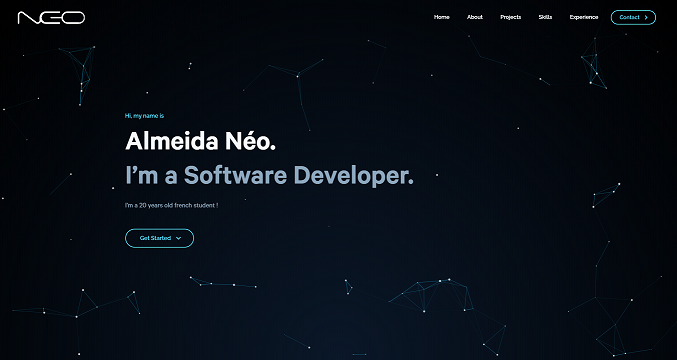 NEO
Home About Projects Skills Experience Contact
Hi, my name is
Almeida Néo.
I'm a Software Developer.
I'm a 20 years old french student !
Get Started